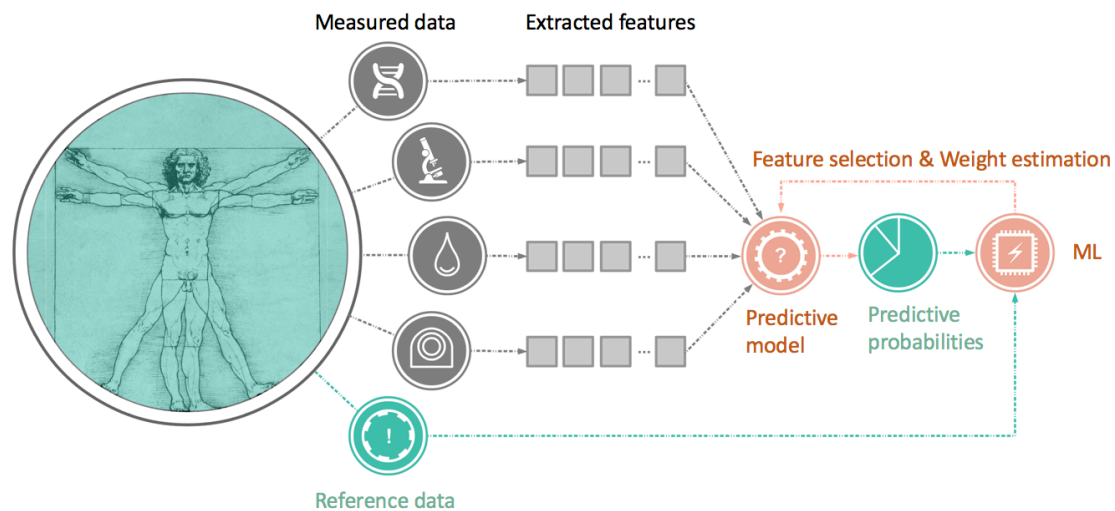 Measured data
Extracted features
...
...
...
...
Feature selection & Weight estimation
?
ML
Predictive
model
Predictive
probabilities
!
Reference data